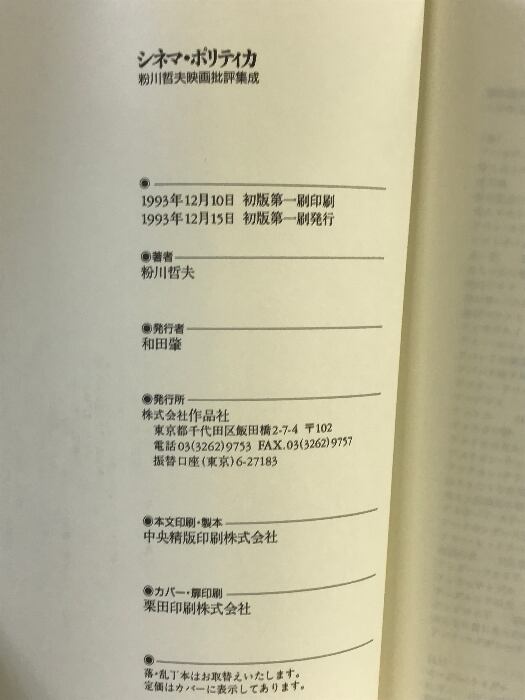 シネマ・ポリティカ
粉川哲夫映画批評集成
◉
1993年12月10日 初版第一刷印刷
1993年12月15日 初版第一刷発行
◉著者
粉川哲夫
◉発行者
和田肇
◉発行所
株式会社作品社
東京都千代田区飯田橋2-7-4 〒102
電話03(3262)9753 FAX.03(3262)9757
振替口座(東京)6-27183
◉本文印刷・製本
中央精版印刷株式会社
◉カバー・扉印刷
栗田印刷株式会社
◉
落・乱丁本はお取替えいたします。
定価はカバーに表示してあります。